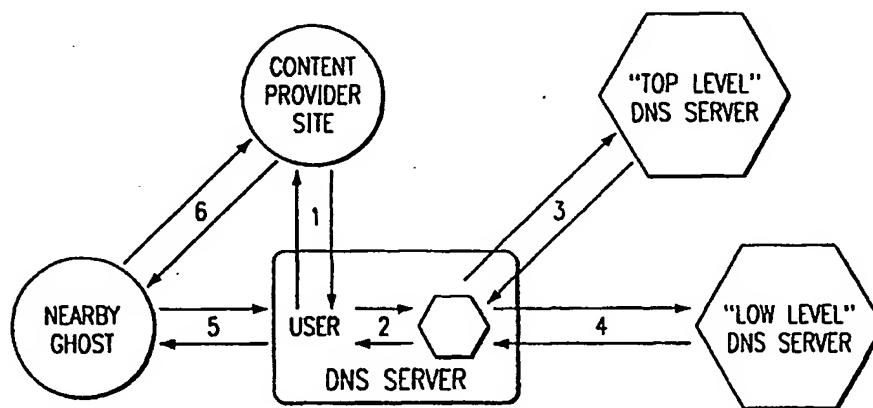 CONTENT
PROVIDER
SITE
"TOP LEVEL"
DNS SERVER
6
1
3
NEARBY
GHOST
5
USER
2
4
"LOW LEVEL"
DNS SERVER
DNS SERVER